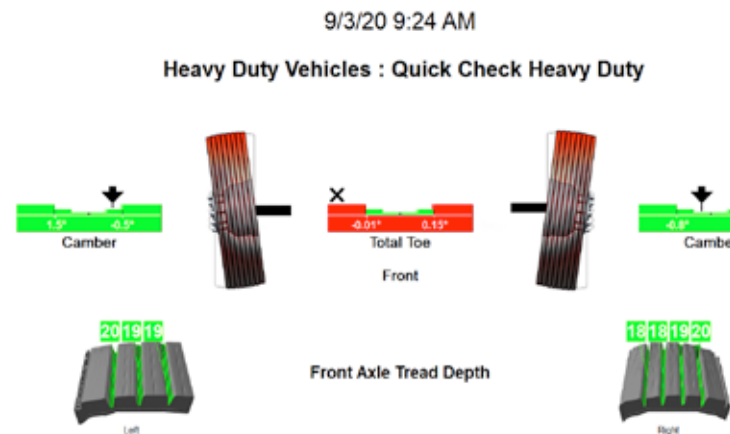 9/3/20 9:24 AM
Heavy Duty Vehicles : Quick Check Heavy Duty
1.5° -0.5°
Camber
X
-0.01° 0.15°
Total Toe
Front
-0.8°
Cambe
20 19 19
Left
Front Axle Tread Depth
18 18 19 20
Right